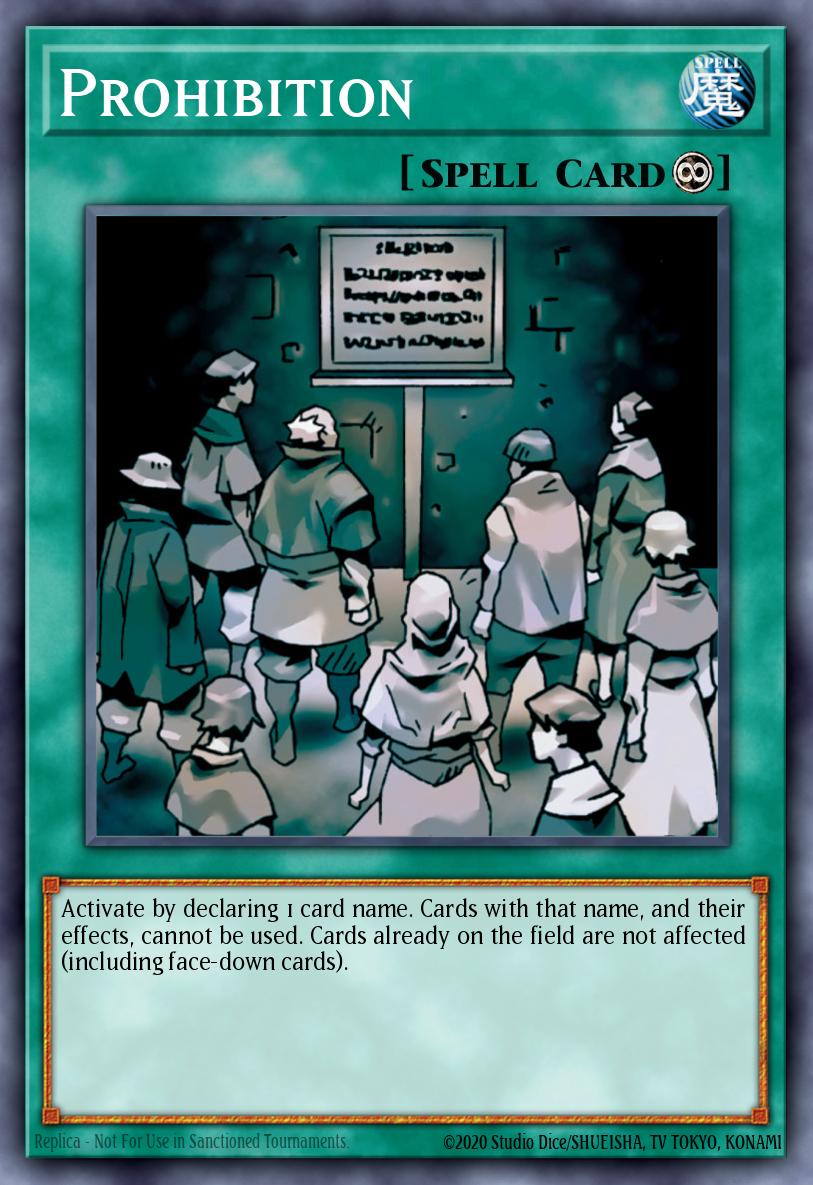 PROHIBITION
SPELL
魔
[SPELL CARD]
Activate by declaring 1 card name. Cards with that name, and their
effects, cannot be used. Cards already on the field are not affected
(including face-down cards).
Replica - Not For Use in Sanctioned Tournaments.
©2020 Studio Dice/SHUEISHA, TV TOKYO, KONAMI